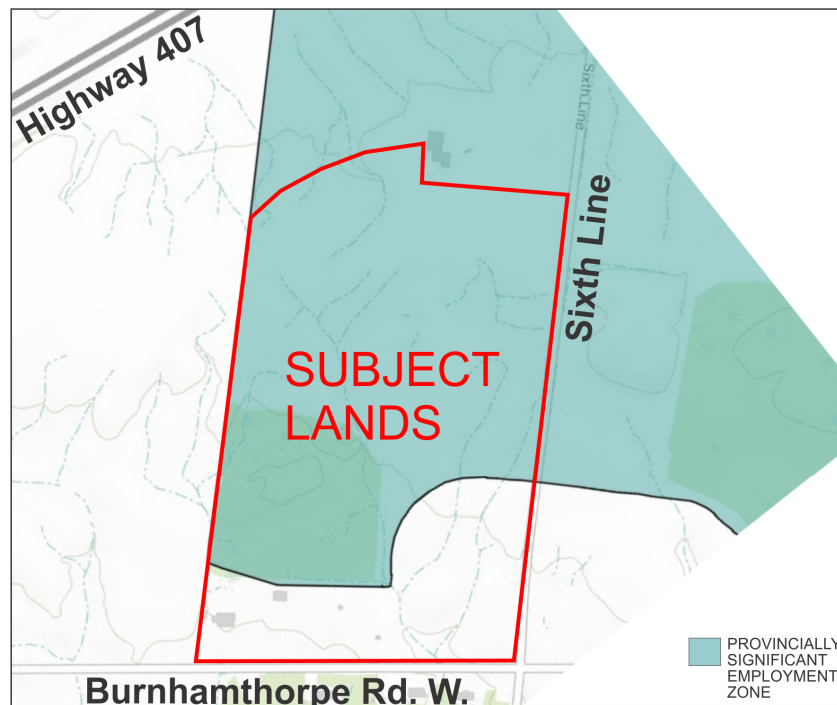 Highway 407
Sixth Line
Sixth Line
SUBJECT
LANDS
Burnhamthorpe Rd. W.
PROVINCIALLY
SIGNIFICANT
EMPLOYMENT
ZONE